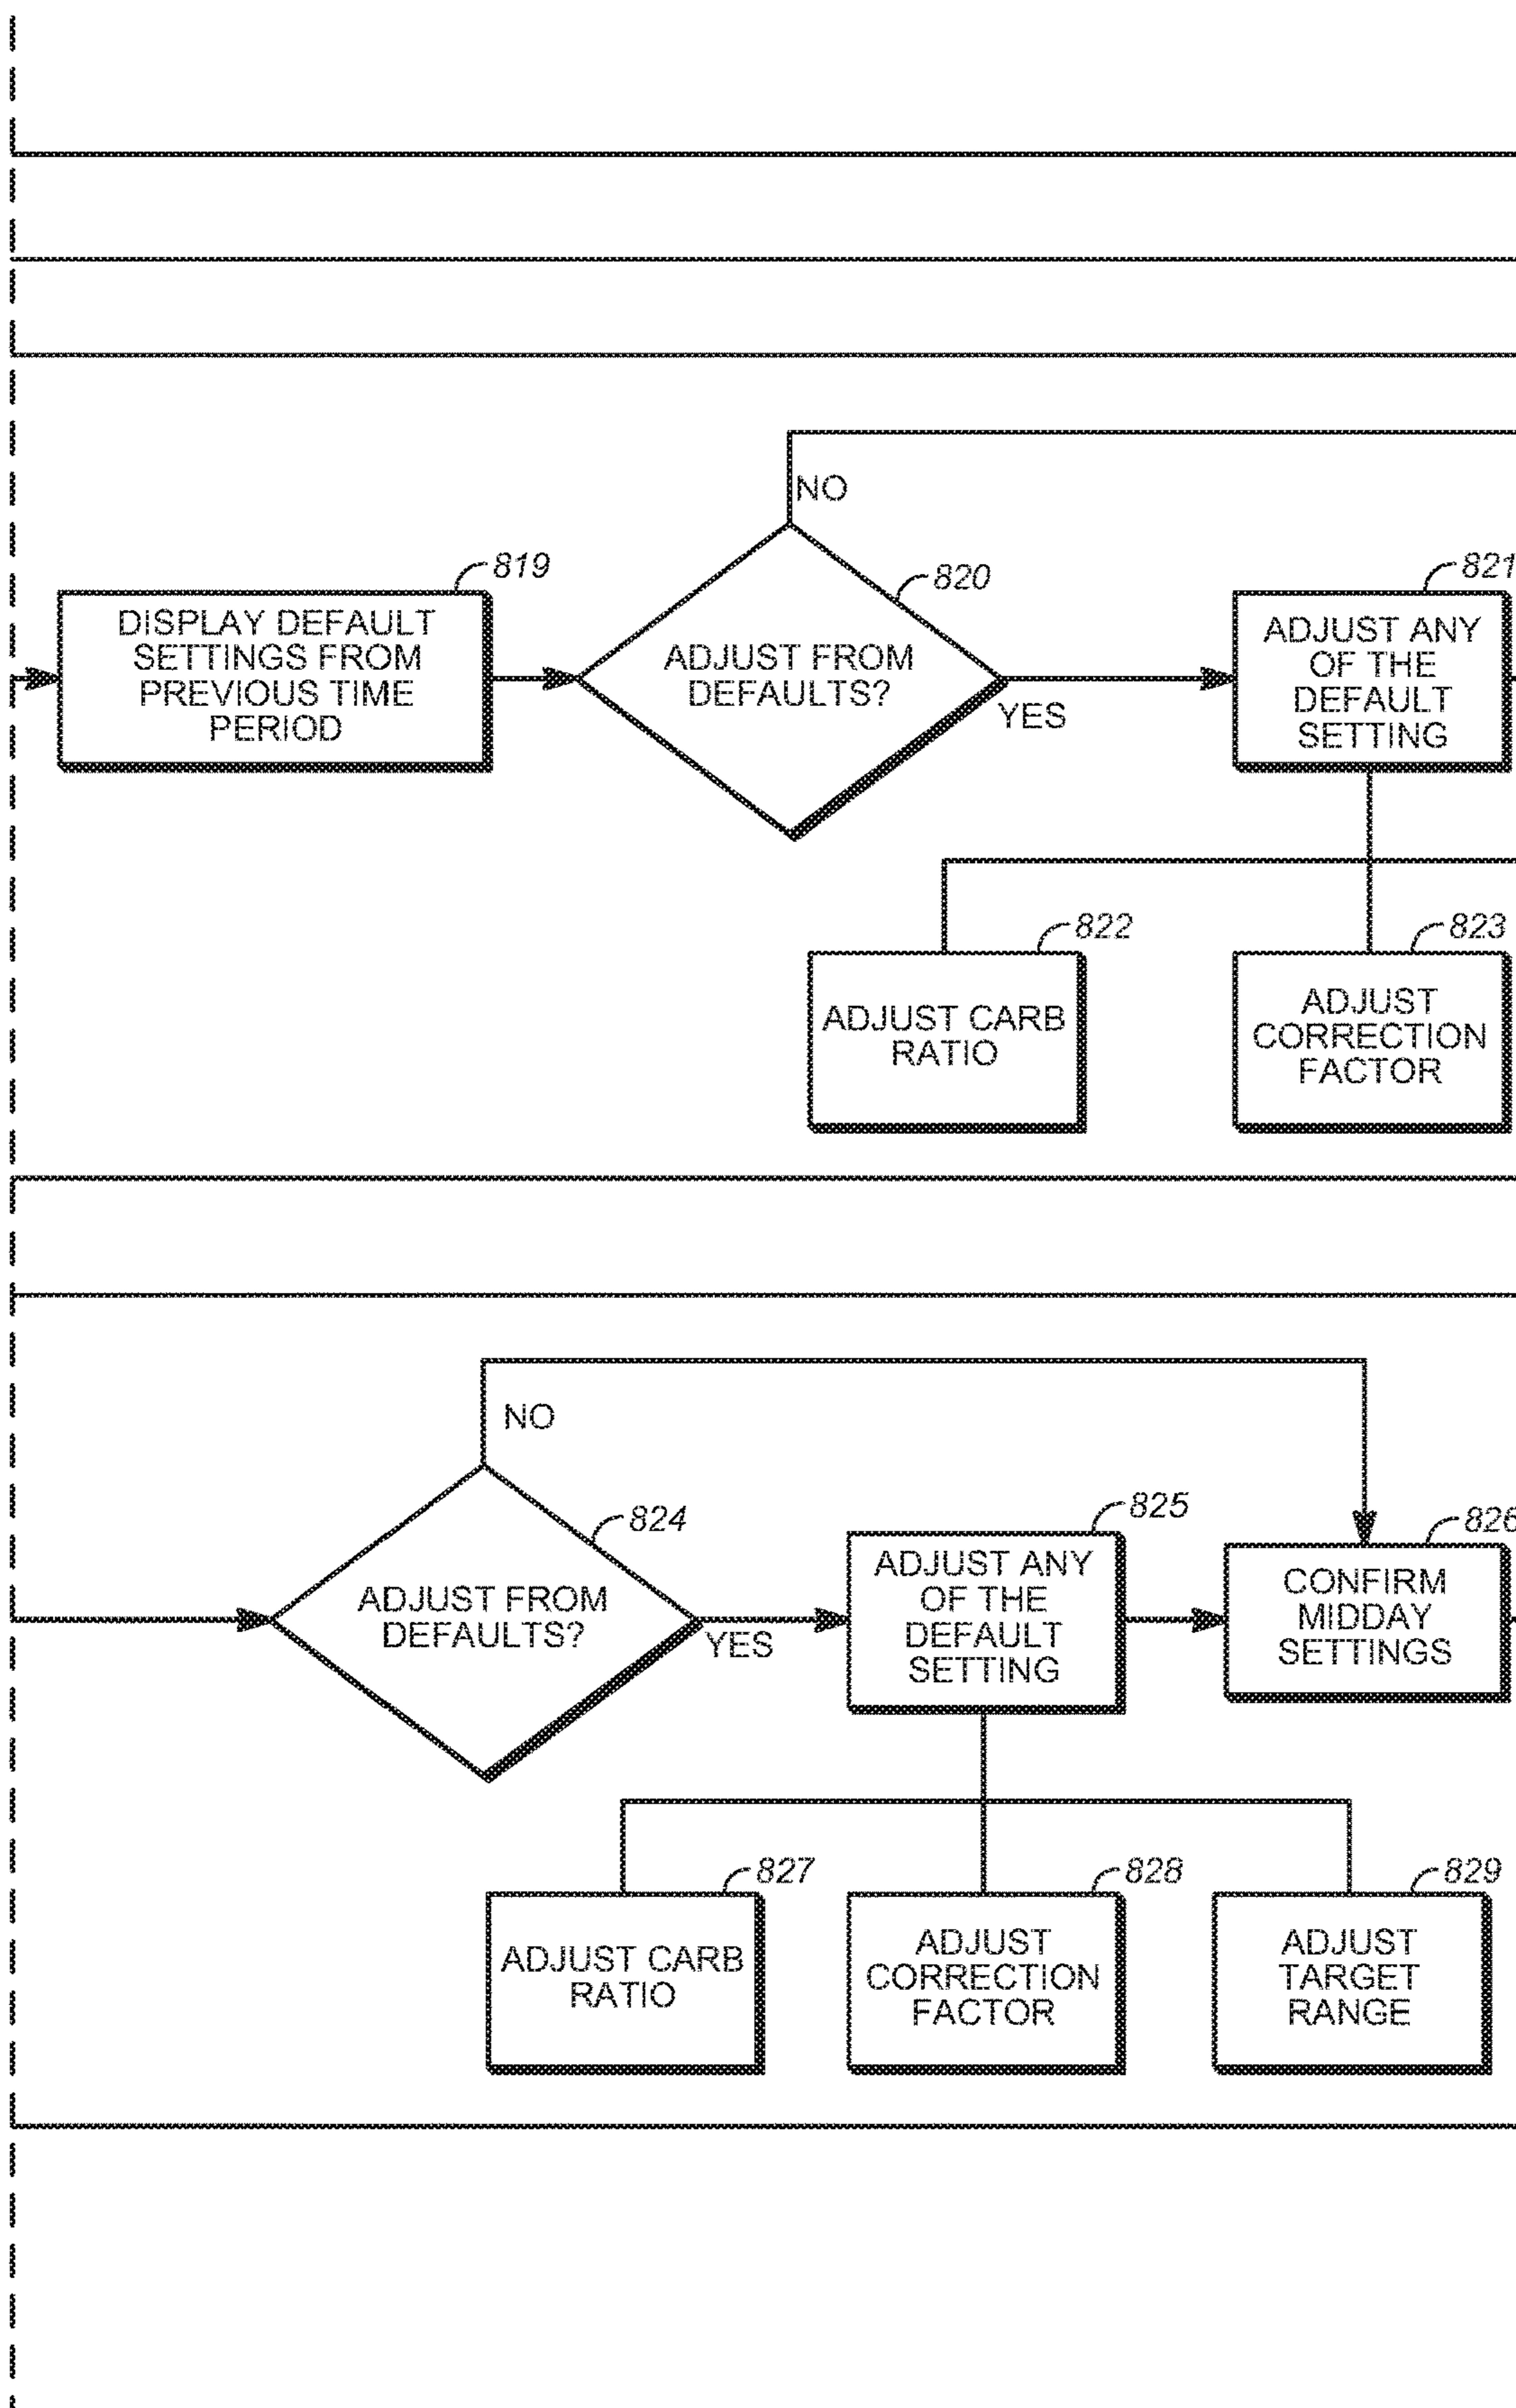 NO
819
820
821
DISPLAY DEFAULT
SETTINGS FROM
PREVIOUS TIME
PERIOD
ADJUST FROM
DEFAULTS?
YES
ADJUST ANY
OF THE
DEFAULT
SETTING
822
823
ADJUST CARB
RATIO
ADJUST
CORRECTION
FACTOR
NO
824
825
826
ADJUST FROM
DEFAULTS?
YES
ADJUST ANY
OF THE
DEFAULT
SETTING
CONFIRM
MIDDAY
SETTINGS
827
828
829
ADJUST CARB
RATIO
ADJUST
CORRECTION
FACTOR
ADJUST
TARGET
RANGE